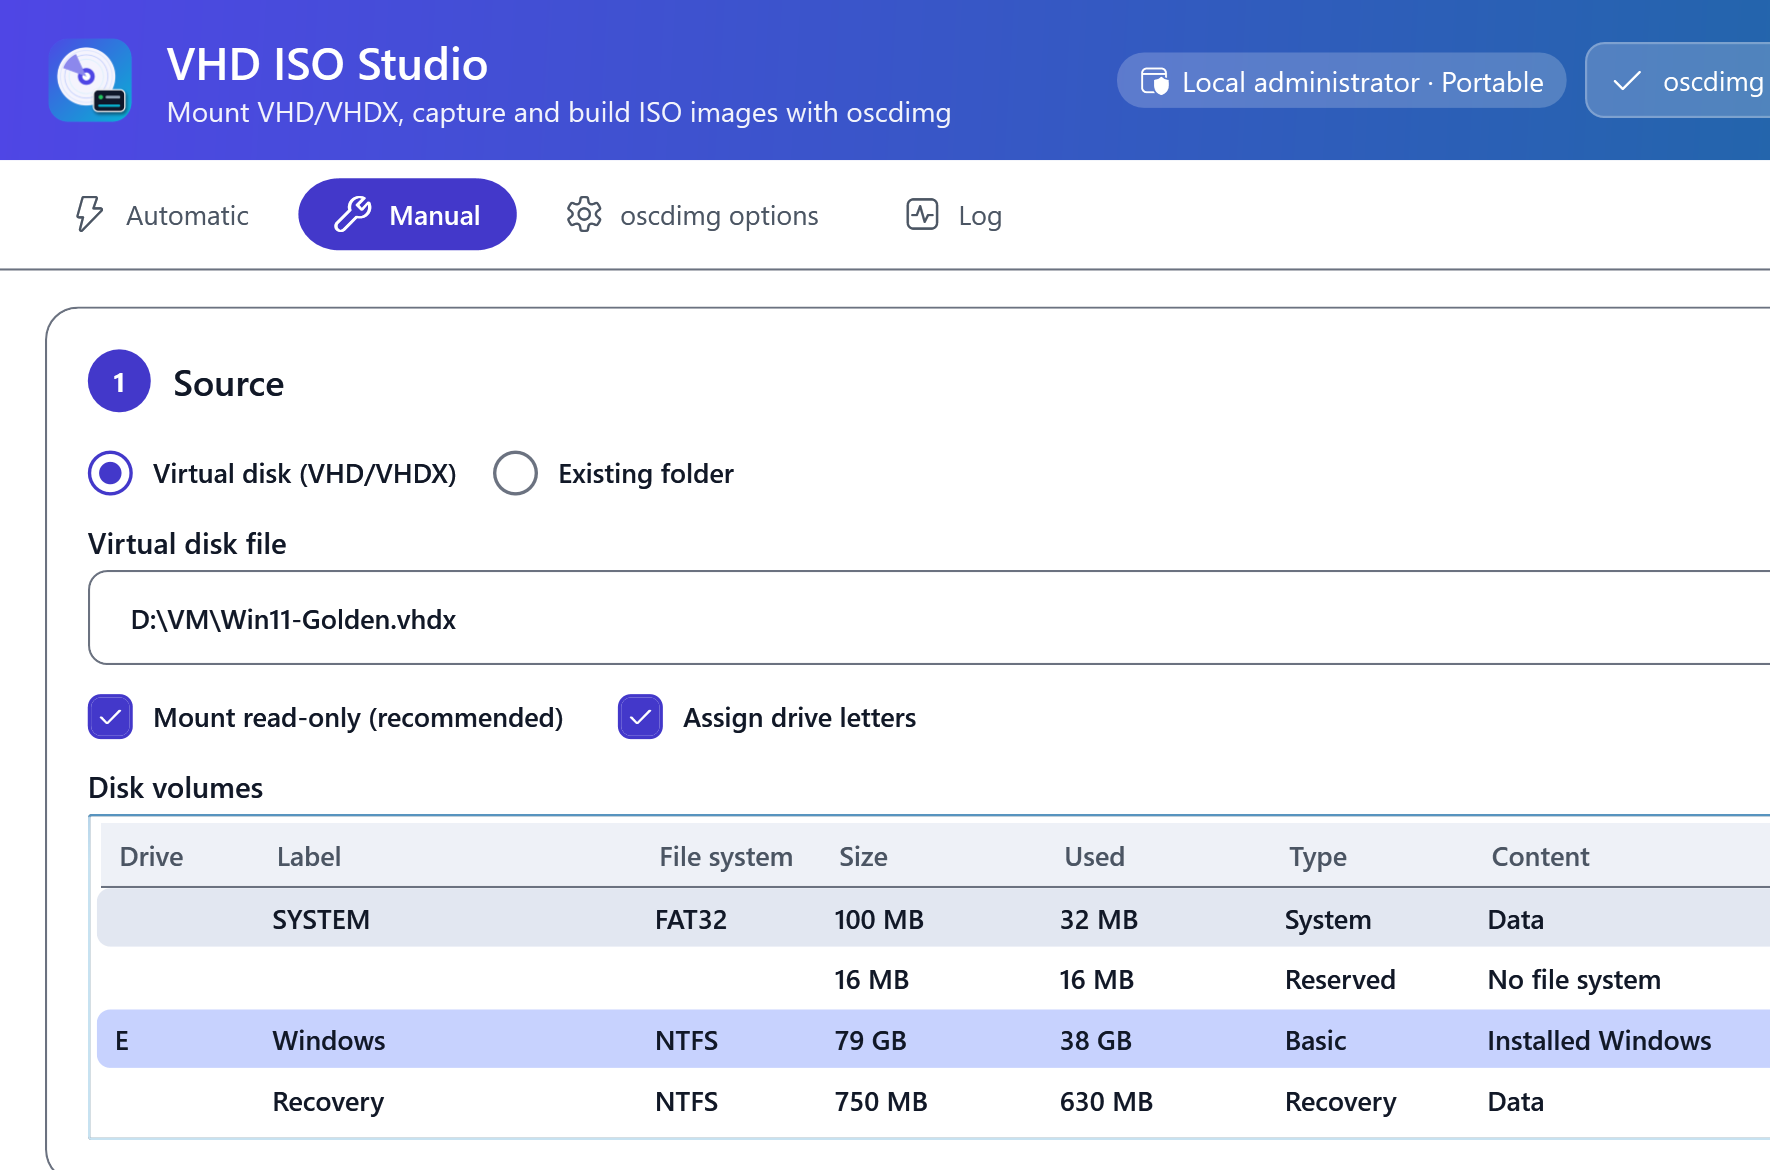 VHD ISO Studio
Mount VHD/VHDX, capture and build ISO images with oscdimg
Local administrator · Portable
oscdimg
Automatic
Manual
oscdimg options
Log
1
Source
Virtual disk (VHD/VHDX)
Existing folder
Virtual disk file
D:\VM\Win11-Golden.vhdx
Mount read-only (recommended)
Assign drive letters
Disk volumes
Drive Label File system Size Used Type Content
SYSTEM FAT32 100 MB 32 MB System Data
16 MB 16 MB Reserved No file system
E Windows NTFS 79 GB 38 GB Basic Installed Windows
Recovery NTFS 750 MB 630 MB Recovery Data